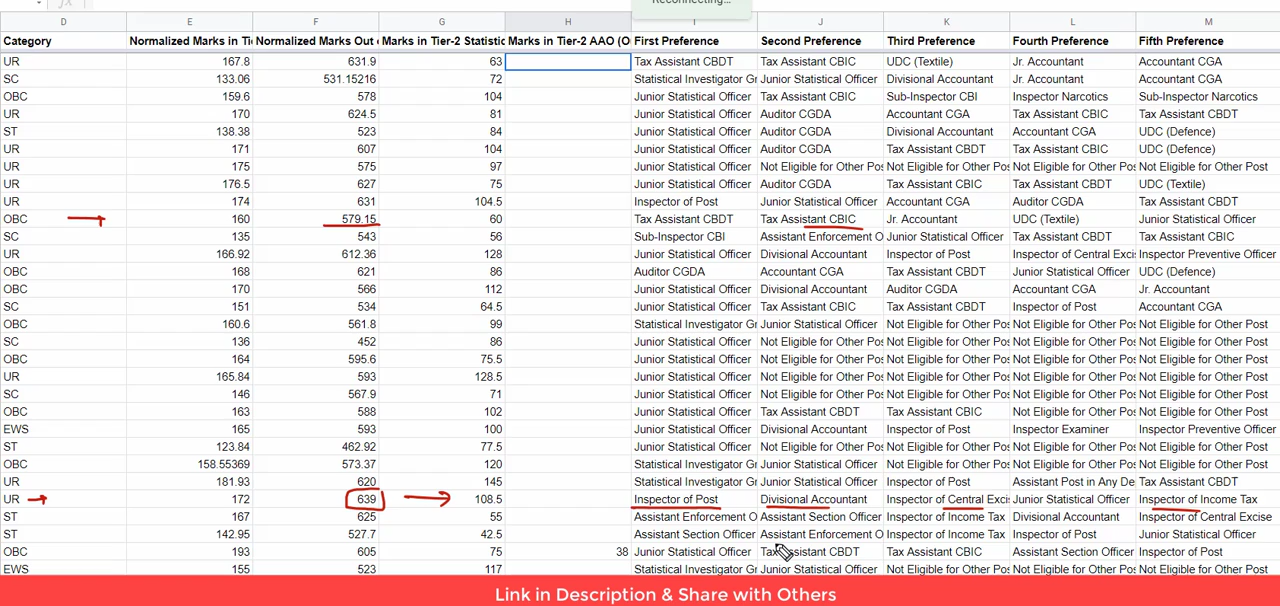 Reconnecting...
D E F G H I J K L M
Category Normalized Marks in Ti Normalized Marks Out Marks in Tier-2 Statistic Marks in Tier-2 AAO (O First Preference Second Preference Third Preference Fourth Preference Fifth Preference
UR 167.8 631.9 63 Tax Assistant CBDT Tax Assistant CBIC UDC (Textile) Jr. Accountant Accountant CGA
SC 133.06 531.15216 72 Statistical Investigator Gr Junior Statistical Officer Divisional Accountant Accountant CGA Tax Assistant CBIC
OBC 159.6 578 104 Junior Statistical Officer Tax Assistant CBIC Sub-Inspector CBI Inspector Narcotics Sub-Inspector Narcotics
UR 170 624.5 81 Junior Statistical Officer Auditor CGDA Accountant CGA Tax Assistant CBIC Tax Assistant CBDT
ST 138.38 523 84 Junior Statistical Officer Auditor CGDA Divisional Accountant Accountant CGA UDC (Defence)
UR 171 607 104 Junior Statistical Officer Auditor CGDA Tax Assistant CBDT Tax Assistant CBIC UDC (Defence)
UR 175 575 97 Junior Statistical Officer Not Eligible for Other Pos Not Eligible for Other Pos Not Eligible for Other Pos Not Eligible for Other Post
UR 176.5 627 75 Junior Statistical Officer Auditor CGDA Tax Assistant CBIC Tax Assistant CBDT UDC (Textile)
UR 174 631 104.5 Inspector of Post Junior Statistical Officer Accountant CGA Auditor CGDA Tax Assistant CBDT
OBC 160 579.15 60 Tax Assistant CBDT Tax Assistant CBIC Jr. Accountant UDC (Textile) Junior Statistical Officer
SC 135 543 56 Sub-Inspector CBI Assistant Enforcement O Junior Statistical Officer Tax Assistant CBDT Tax Assistant CBIC
UR 166.92 612.36 128 Junior Statistical Officer Divisional Accountant Inspector of Post Inspector of Central Exci Inspector Preventive Officer
OBC 168 621 86 Auditor CGDA Accountant CGA Tax Assistant CBDT Junior Statistical Officer UDC (Defence)
OBC 170 566 112 Junior Statistical Officer Divisional Accountant Auditor CGDA Accountant CGA Jr. Accountant
SC 151 534 64.5 Junior Statistical Officer Tax Assistant CBIC Tax Assistant CBDT Inspector of Post Accountant CGA
OBC 160.6 561.8 99 Statistical Investigator Gr Junior Statistical Officer Not Eligible for Other Pos Not Eligible for Other Pos Not Eligible for Other Post
SC 136 452 86 Junior Statistical Officer Not Eligible for Other Pos Not Eligible for Other Pos Not Eligible for Other Pos Not Eligible for Other Post
OBC 164 595.6 75.5 Junior Statistical Officer Not Eligible for Other Pos Not Eligible for Other Pos Not Eligible for Other Pos Not Eligible for Other Post
UR 165.84 593 128.5 Junior Statistical Officer Not Eligible for Other Pos Not Eligible for Other Pos Not Eligible for Other Pos Not Eligible for Other Post
SC 146 567.9 71 Junior Statistical Officer Not Eligible for Other Pos Not Eligible for Other Pos Not Eligible for Other Pos Not Eligible for Other Post
OBC 163 588 102 Junior Statistical Officer Tax Assistant CBDT Tax Assistant CBIC Not Eligible for Other Pos Not Eligible for Other Post
EWS 165 593 100 Junior Statistical Officer Divisional Accountant Inspector of Post Inspector Examiner Inspector Preventive Officer
ST 123.84 462.92 77.5 Junior Statistical Officer Not Eligible for Other Pos Not Eligible for Other Pos Not Eligible for Other Pos Not Eligible for Other Post
OBC 158.55369 573.37 120 Statistical Investigator Gr Junior Statistical Officer Not Eligible for Other Pos Not Eligible for Other Pos Not Eligible for Other Post
UR 181.93 620 145 Statistical Investigator Gr Junior Statistical Officer Inspector of Post Assistant Post in Any De Tax Assistant CBDT
UR 172 639 108.5 Inspector of Post Divisional Accountant Inspector of Central Exci Junior Statistical Officer Inspector of Income Tax
ST 167 625 55 Assistant Enforcement O Assistant Section Officer Inspector of Income Tax Divisional Accountant Inspector of Central Excise
ST 142.95 527.7 42.5 Assistant Section Officer Assistant Enforcement O Inspector of Income Tax Inspector of Post Junior Statistical Officer
OBC 193 605 75 38 Junior Statistical Officer Tax Assistant CBDT Tax Assistant CBIC Assistant Section Officer Inspector of Post
EWS 155 523 117 Statistical Investigator Gr Junior Statistical Officer Not Eligible for Other Pos Not Eligible for Other Pos Not Eligible for Other Post
Link in Description & Share with Others